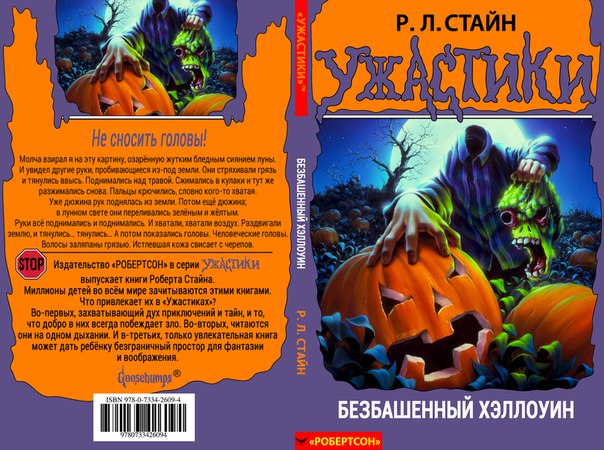 Не сносить головы!
Молча взирал я на эту картину, озарённую жутким бледным сиянием луны.
И увидел другие руки, пробивающиеся из-под земли. Они стряхивали грязь
и тянулись ввысь. Поднимались над травой. Сжимались в кулаки и тут же
разжимались снова. Пальцы крючились, словно кого-то хватая.
Уже дюжина рук поднялась из земли. Потом ещё дюжина;
в лунном свете они переливались зелёным и жёлтым.
Руки всё поднимались и поднимались. И хватали, хватали воздух. Раздвигали
землю, и тянулись... тянулись... А потом показались головы. Человеческие головы.
Волосы заляпаны грязью. Истлевшая кожа свисает с черепов.
STOP
Издательство «РОБЕРТСОН» в серии УЖАСТИКИ
выпускает книги Роберта Стайна.
Миллионы детей во всём мире зачитываются этими книгами.
Что привлекает их в «Ужастиках»?
Во-первых, захватывающий дух приключений и тайн, и то,
что добро в них всегда побеждает зло. Во-вторых, читаются
они на одном дыхании. И в-третьих, только увлекательная книга
может дать ребёнку безграничный простор для фантазии
и воображения.
Goosebumps®
ISBN 978-0-7334-2609-4
9780733426094
«УЖАСТИКИ»™
БЕЗБАШЕННЫЙ ХЭЛЛОУИН
Р. Л. СТАЙН
Р. Л. СТАЙН
УЖАСТИКИ
БЕЗБАШЕННЫЙ ХЭЛЛОУИН
«РОБЕРТСОН»